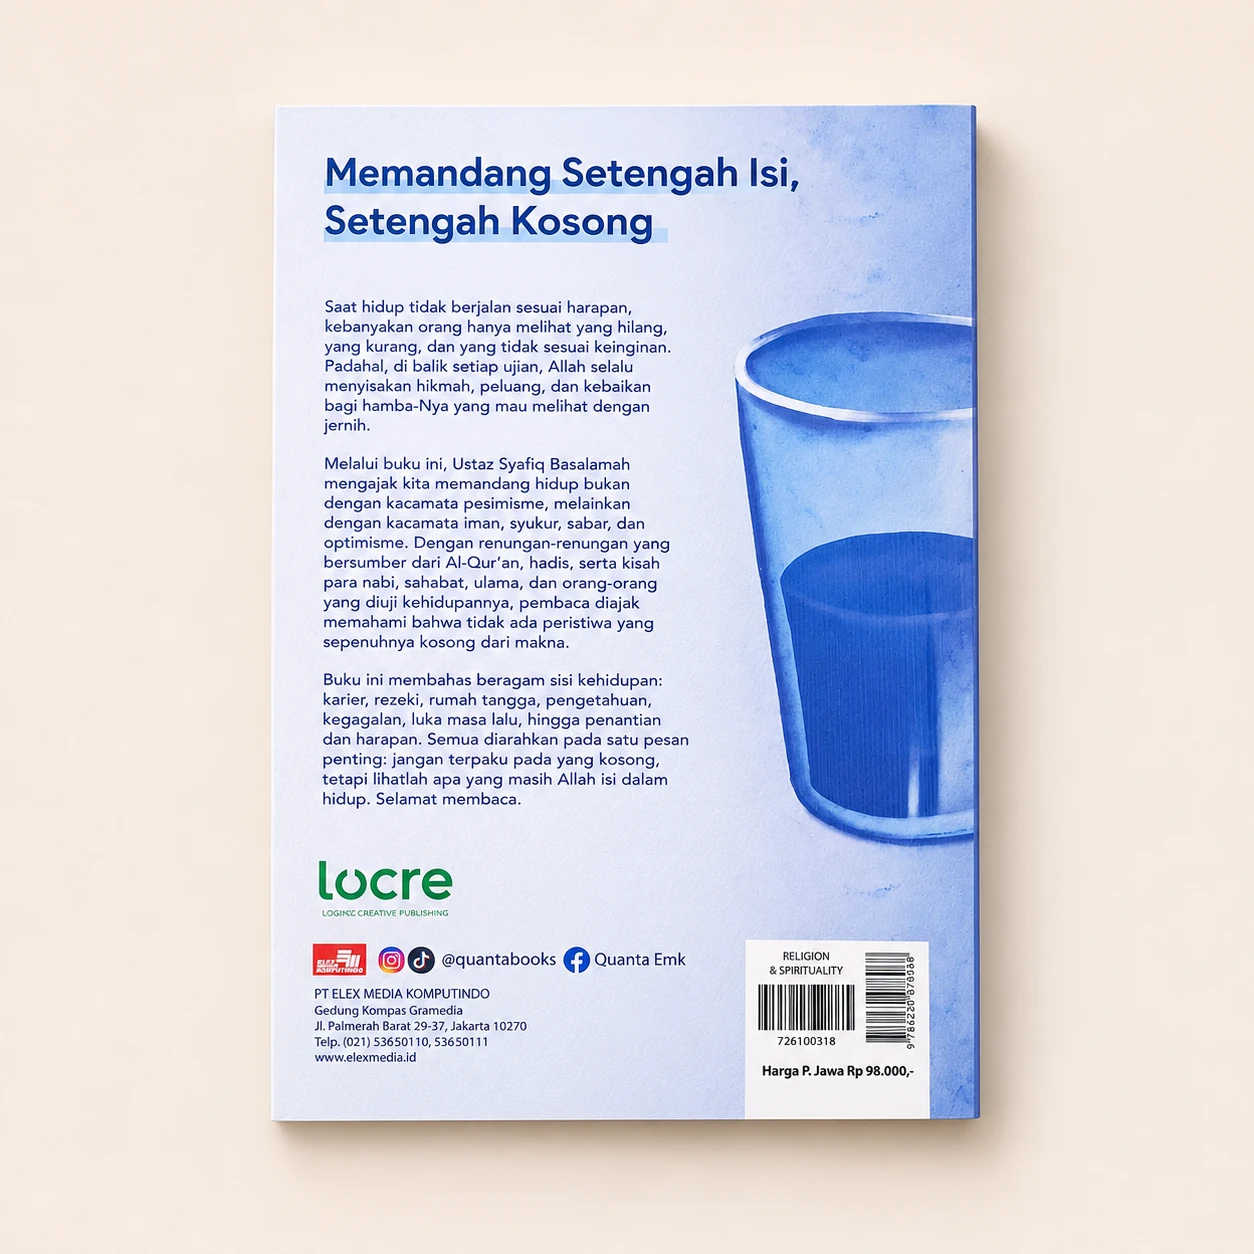 Memandang Setengah Isi,
Setengah Kosong
Saat hidup tidak berjalan sesuai harapan,
kebanyakan orang hanya melihat yang hilang,
yang kurang, dan yang tidak sesuai keinginan.
Padahal, di balik setiap ujian, Allah selalu
menyisakan hikmah, peluang, dan kebaikan
bagi hamba-Nya yang mau melihat dengan
jernih.
Melalui buku ini, Ustaz Syafiq Basalamah
mengajak kita memandang hidup bukan
dengan kacamata pesimisme, melainkan
dengan kacamata iman, syukur, sabar, dan
optimisme. Dengan renungan-renungan yang
bersumber dari Al-Qur'an, hadis, serta kisah
para nabi, sahabat, ulama, dan orang-orang
yang diuji kehidupannya, pembaca diajak
memahami bahwa tidak ada peristiwa yang
sepenuhnya kosong dari makna.
Buku ini membahas beragam sisi kehidupan:
karier, rezeki, rumah tangga, pengetahuan,
kegagalan, luka masa lalu, hingga penantian
dan harapan. Semua diarahkan pada satu pesan
penting: jangan terpaku pada yang kosong,
tetapi lihatlah apa yang masih Allah isi dalam
hidup. Selamat membaca.
locre
CREATIVE PUBLISHING
ELEX MEDIA KOMPUTINDO
@quantabooks Quanta Emk
PT ELEX MEDIA KOMPUTINDO
Gedung Kompas Gramedia
Jl. Palmerah Barat 29-37, Jakarta 10270
Telp. (021) 53650110, 53650111
www.elexmedia.id
RELIGION
& SPIRITUALITY
726100318
Harga P. Jawa Rp 98.000,-